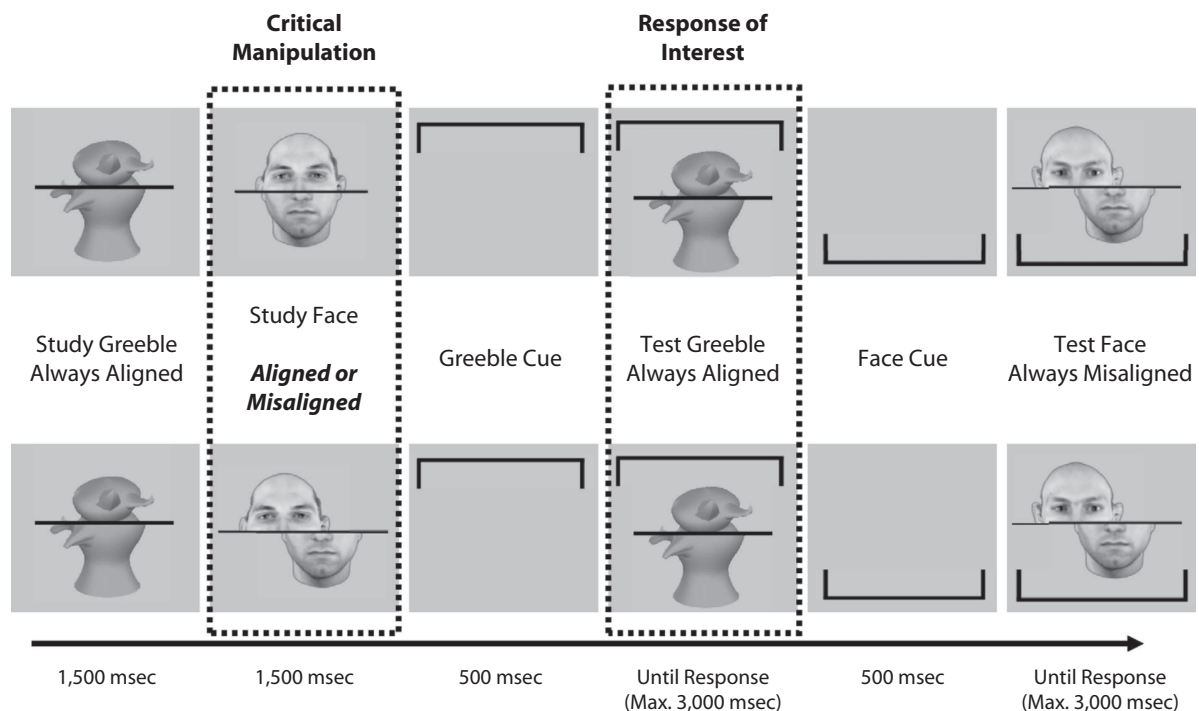 Critical
Manipulation
Response of
Interest
Study Greeble
Always Aligned
Study Face
Aligned or
Misaligned
Greeble Cue
Test Greeble
Always Aligned
Face Cue
Test Face
Always Misaligned
1,500 msec
1,500 msec
500 msec
Until Response
(Max. 3,000 msec)
500 msec
Until Response
(Max. 3,000 msec)